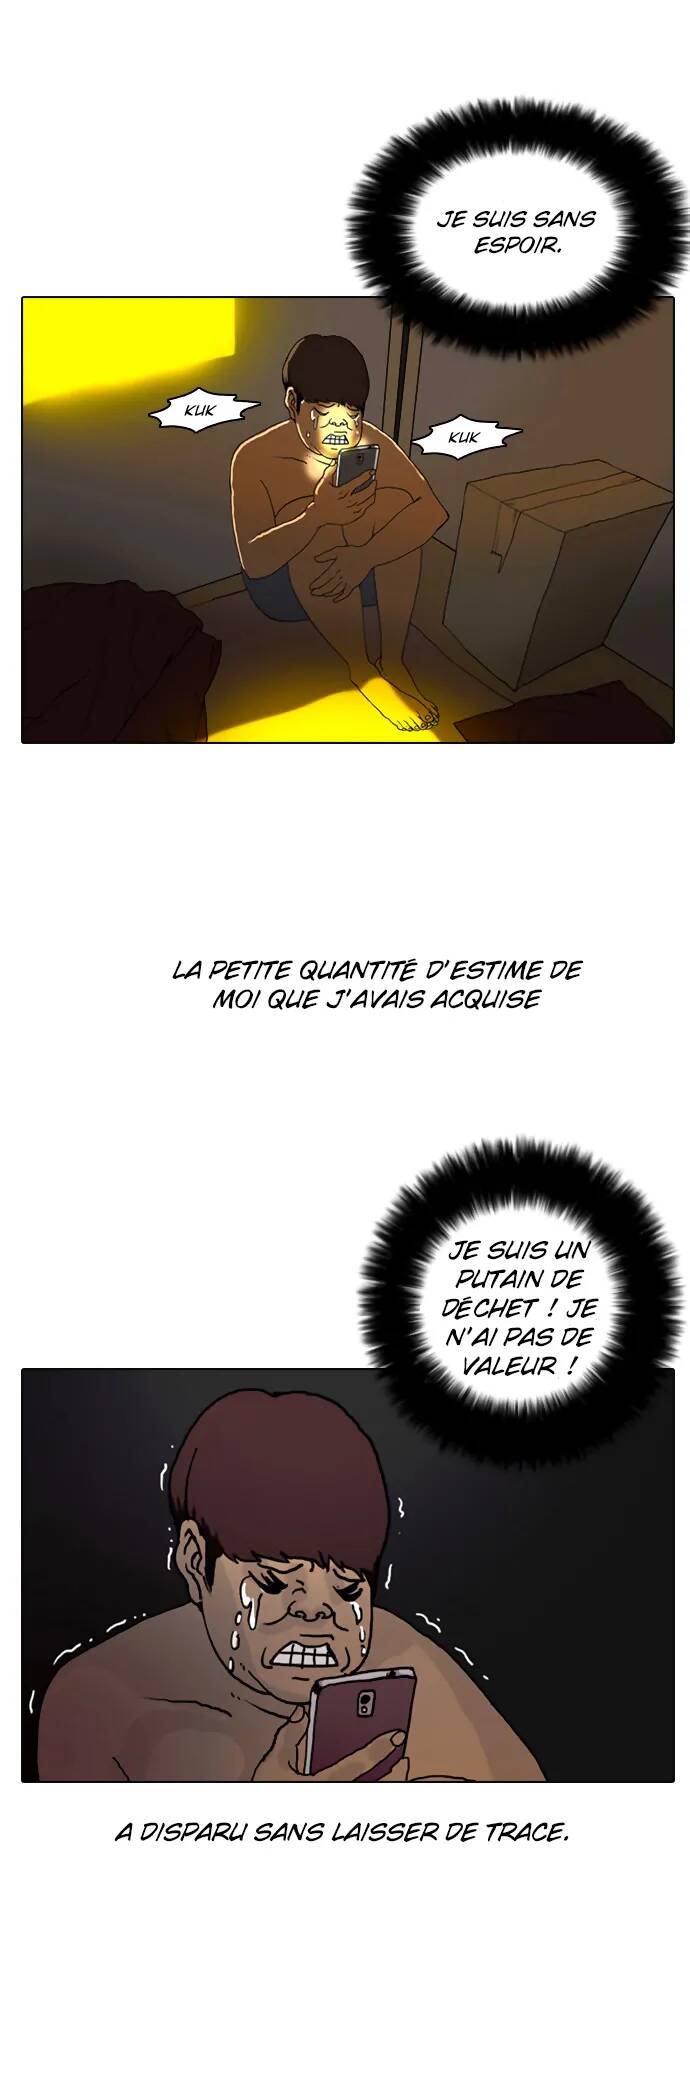 JE SUIS SANS
ESPOIR.
KUK
KUK
LA PETITE QUANTITÉ D'ESTIME DE
MOI QUE J'AVAIS ACQUISE
JE SUIS UN
PUTAIN DE
DÉCHET ! JE
N'AI PAS DE
VALEUR !
A DISPARU SANS LAISSER DE TRACE.